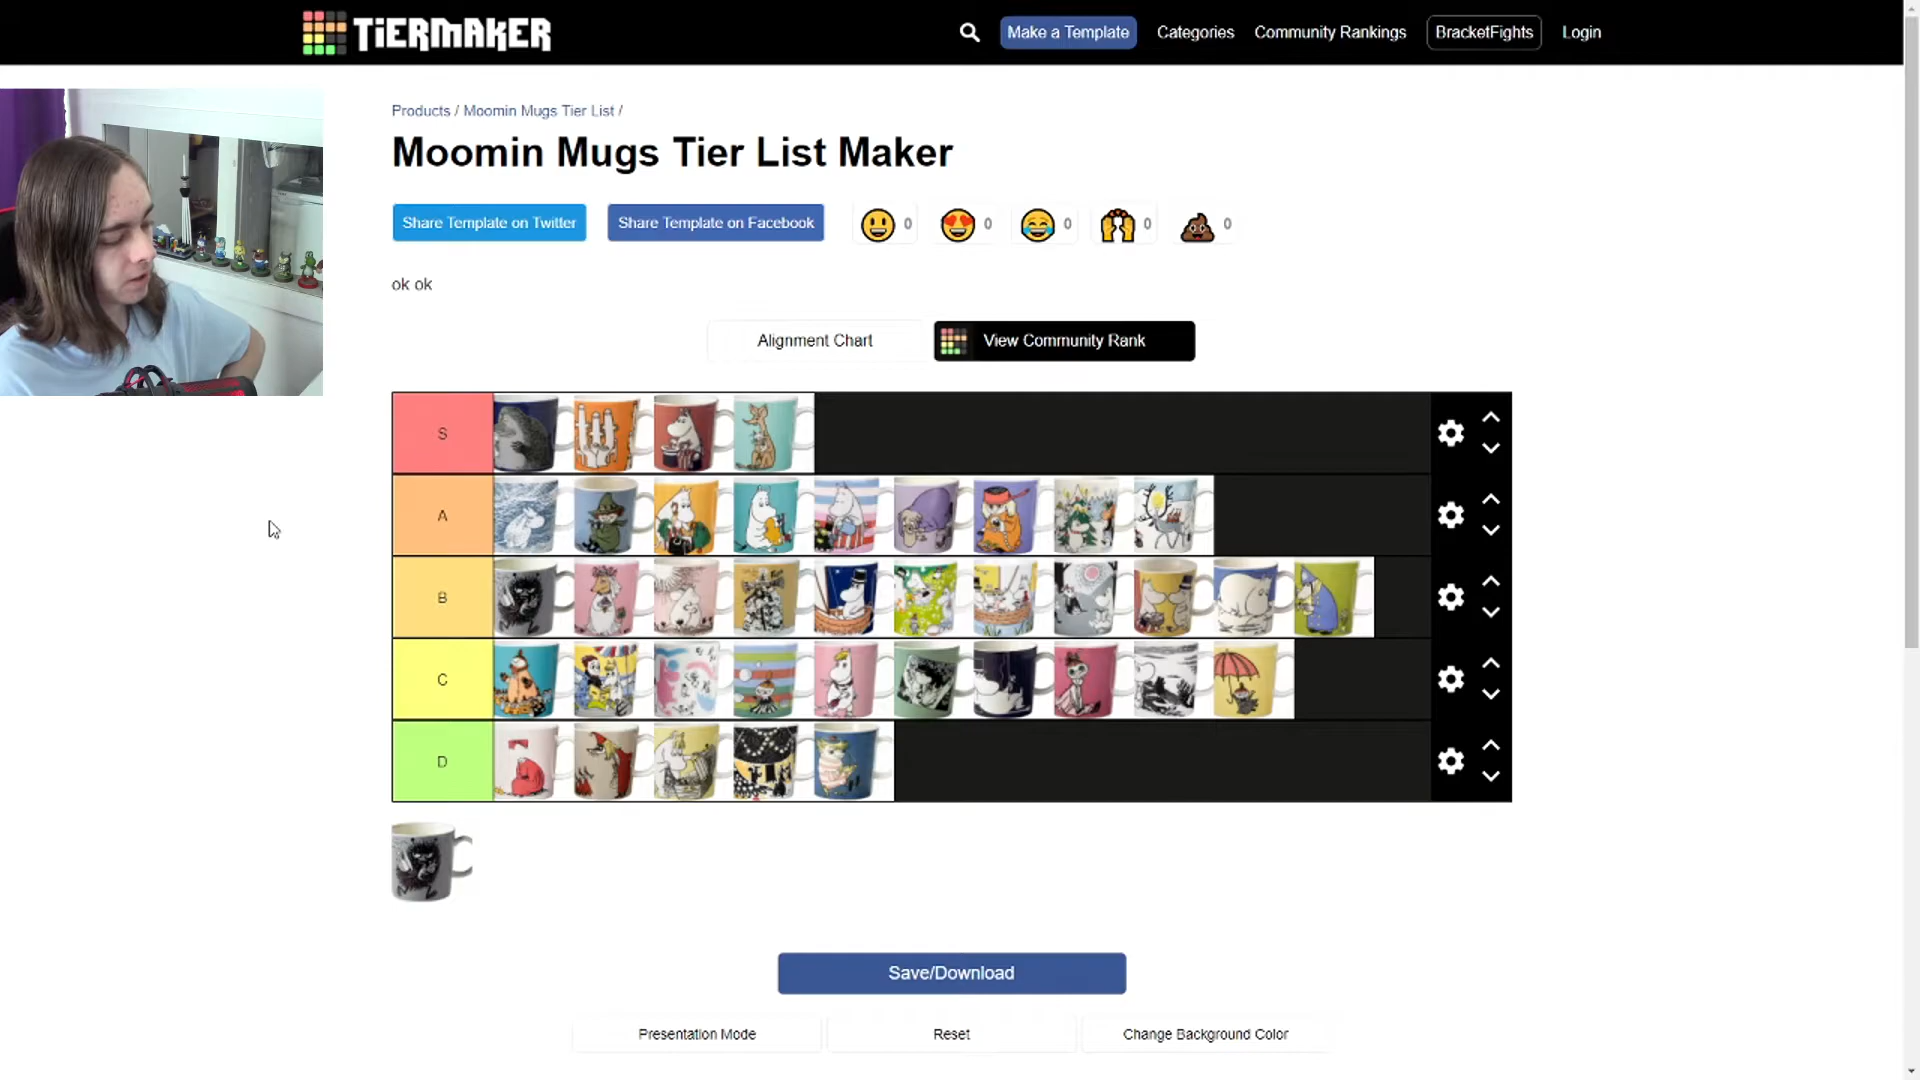 TiERMAKER
Make a Template
Categories
Community Rankings
BracketFights
Login
Products / Moomin Mugs Tier List /
Moomin Mugs Tier List Maker
Share Template on Twitter
Share Template on Facebook
0
0
0
0
0
ok ok
Alignment Chart
View Community Rank
S
A
B
C
D
Save/Download
Presentation Mode
Reset
Change Background Color